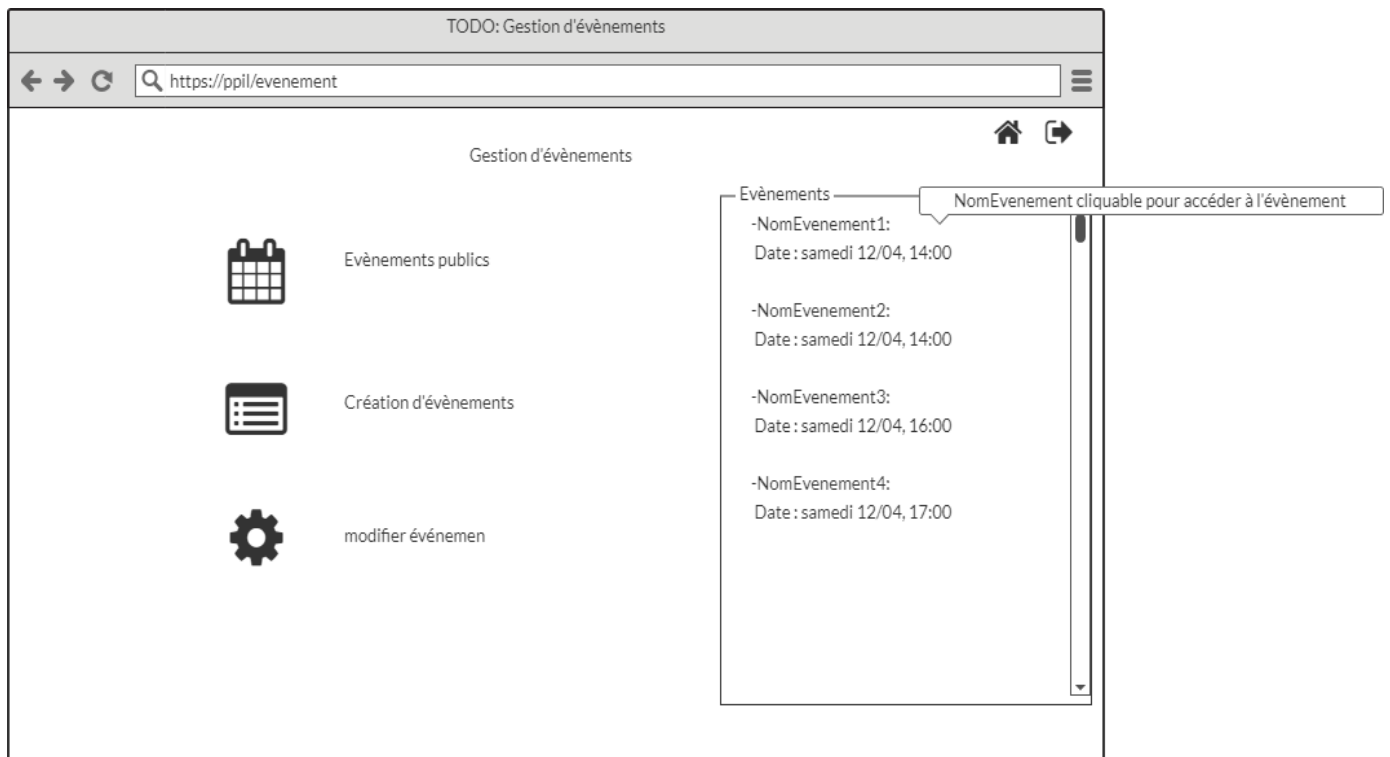 TODO: Gestion d'évènements
https://ppil/evenement
Gestion d'évènements
Evènements publics
Création d'évènements
modifier événemen
Evènements
NomEvenement cliquable pour accéder à l'évènement
-NomEvenement1:
Date : samedi 12/04, 14:00
-NomEvenement2:
Date : samedi 12/04, 14:00
-NomEvenement3:
Date : samedi 12/04, 16:00
-NomEvenement4:
Date : samedi 12/04, 17:00